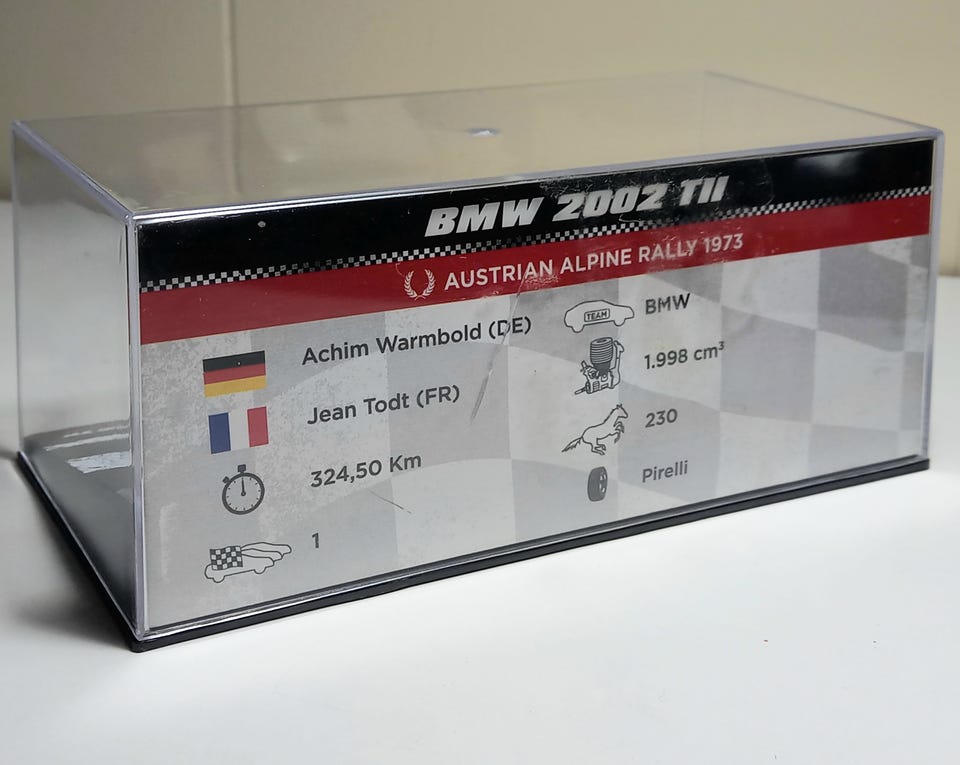 BMW 2002 TII
AUSTRIAN ALPINE RALLY 1973
Achim Warmbold (DE)
Jean Todt (FR)
324,50 Km
1
TEAM
BMW
1.998 cm³
230
Pirelli